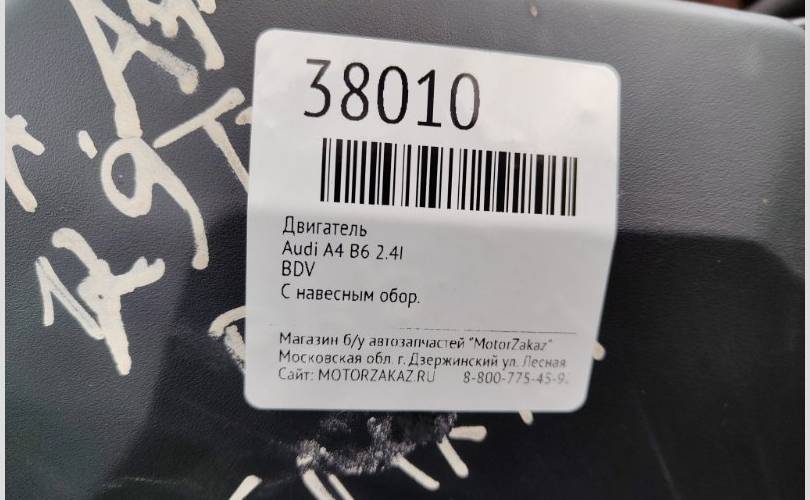 38010
Двигатель
Audi A4 B6 2.4I
BDV
С навесным обор.
Магазин б/у автозапчастей "MotorZakaz"
Московская обл. г. Дзержинский ул. Лесная
Сайт: MOTORZAKAZ.RU 8-800-775-45-9